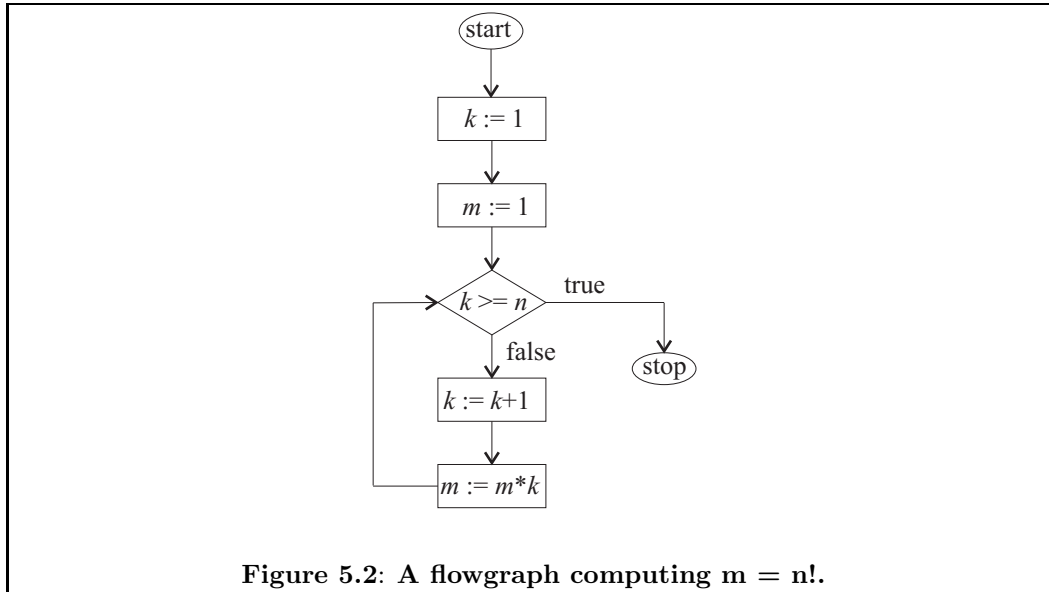 start
k := 1
m := 1
k >= n
true
false
stop
k := k+1
m := m*k
Figure 5.2: A flowgraph computing m = n!.